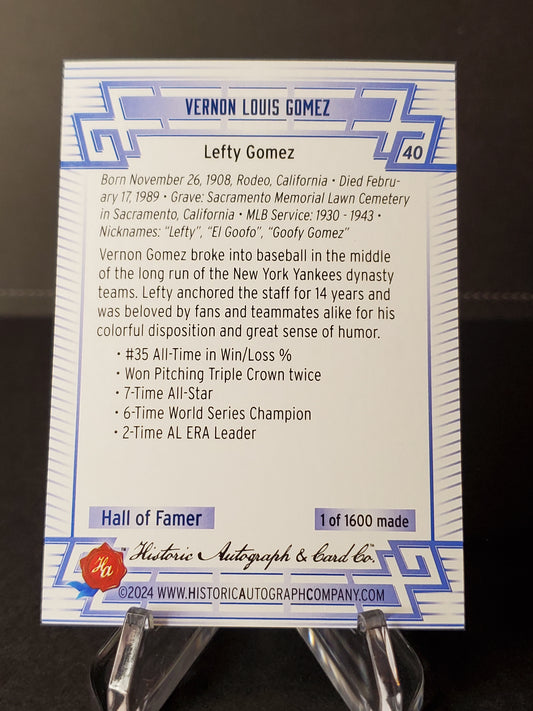 VERNON LOUIS GOMEZ
Lefty Gomez
40
Born November 26, 1908, Rodeo, California • Died Febru-
ary 17, 1989 • Grave: Sacramento Memorial Lawn Cemetery
in Sacramento, California • MLB Service: 1930 - 1943 •
Nicknames: "Lefty", "El Goofo", "Goofy Gomez"
Vernon Gomez broke into baseball in the middle
of the long run of the New York Yankees dynasty
teams. Lefty anchored the staff for 14 years and
was beloved by fans and teammates alike for his
colorful disposition and great sense of humor.
• #35 All-Time in Win/Loss %
• Won Pitching Triple Crown twice
• 7-Time All-Star
• 6-Time World Series Champion
• 2-Time AL ERA Leader
Hall of Famer
1 of 1600 made
Ha
™ Historic Autograph & Card Co.™
©2024 WWW.HISTORICAUTOGRAPHCOMPANY.COM